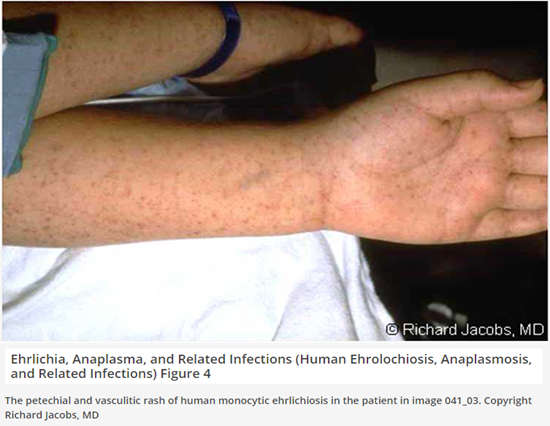 © Richard Jacobs, MD
Ehrlichia, Anaplasma, and Related Infections (Human Ehrolochiosis, Anaplasmosis,
and Related Infections) Figure 4
The petechial and vasculitic rash of human monocytic ehrlichiosis in the patient in image 041_03. Copyright
Richard Jacobs, MD